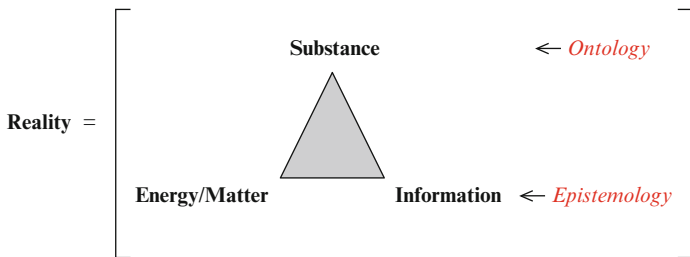 Substance ← Ontology
Reality =
Energy/Matter Information ← Epistemology